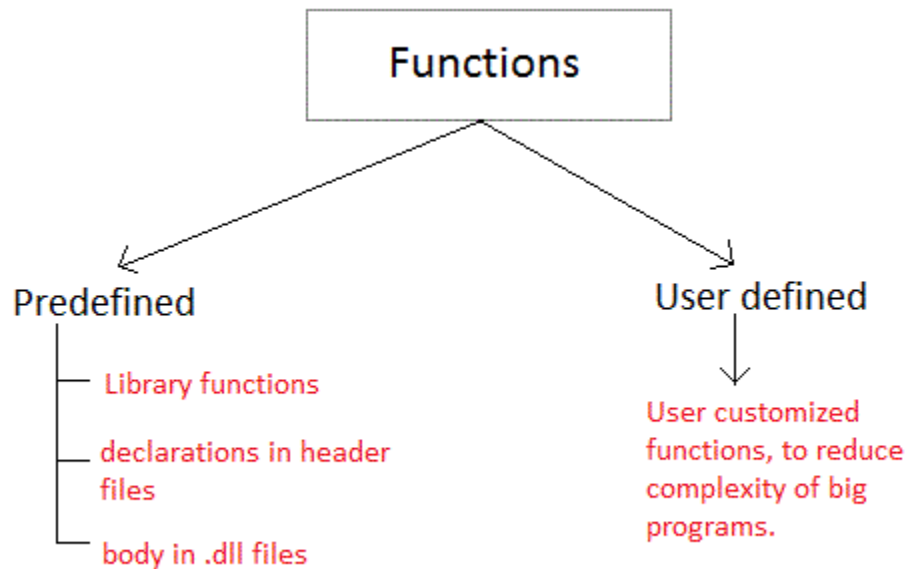 Functions
Predefined
Library functions
declarations in header
files
body in .dll files
User defined
User customized
functions, to reduce
complexity of big
programs.